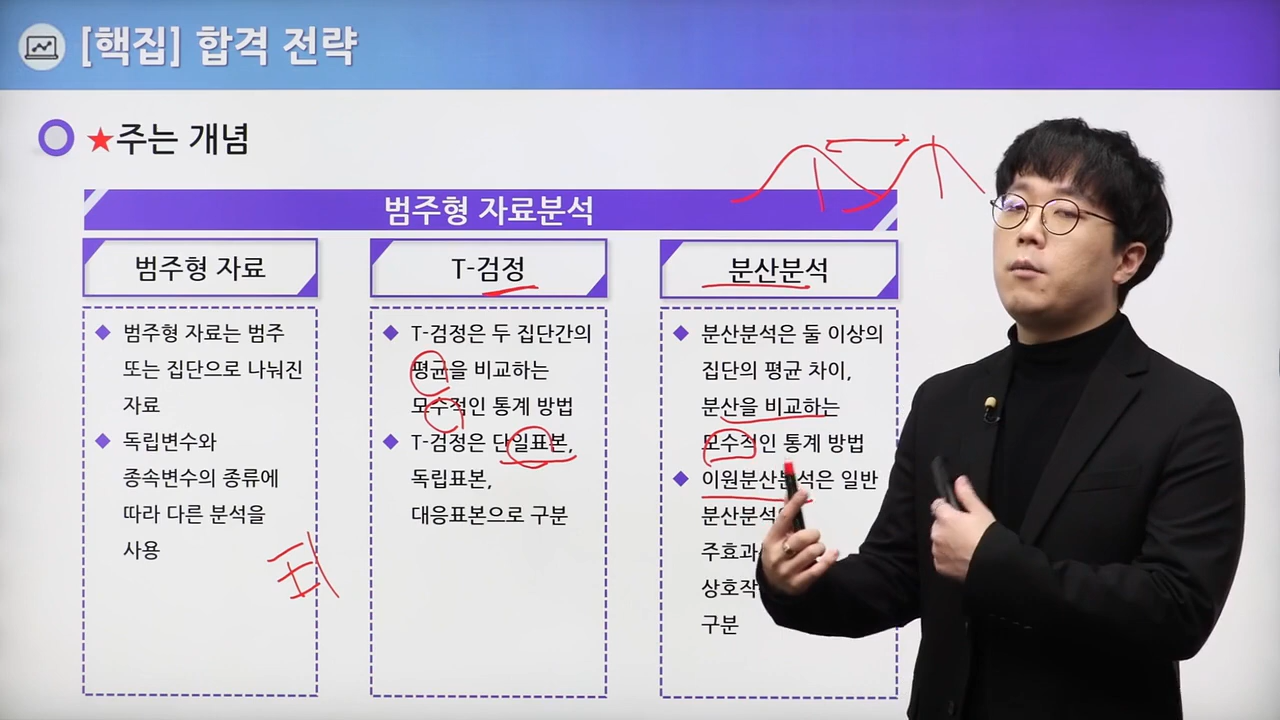 [핵집] 합격 전략
★주는 개념
범주형 자료분석
범주형 자료
T-검정
분산분석
◆ 범주형 자료는 범주
또는 집단으로 나눠진
자료
◆ 독립변수와
종속변수의 종류에
따라 다른 분석을
사용
◆ T-검정은 두 집단간의
평균을 비교하는
모수적인 통계 방법
◆ T-검정은 단일표본,
독립표본,
대응표본으로 구분
◆ 분산분석은 둘 이상의
집단의 평균 차이,
분산을 비교하는
모수적인 통계 방법
◆ 이원분산분석은 일반
분산분석
주효과
구분